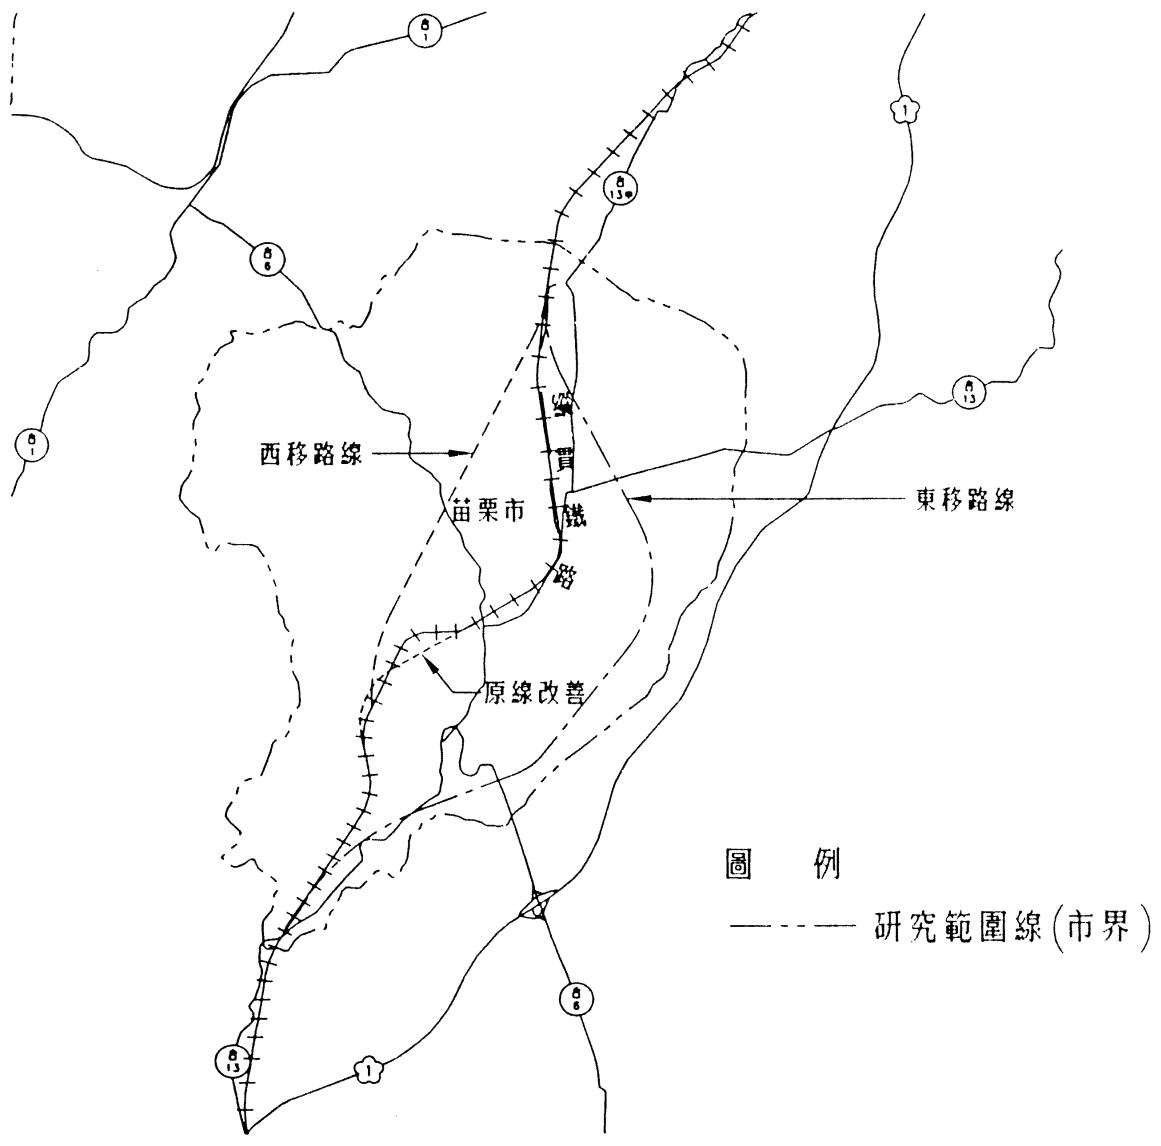 台1
1
台13甲
台6
台13
台1
縱貫鐵路
西移路線
東移路線
苗栗市
原線改善
圖 例
研究範圍線(市界)
台6
台13
1